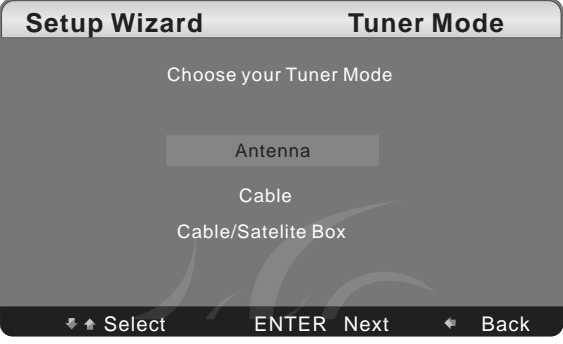 Setup Wizard Tuner Mode
Choose your Tuner Mode
Antenna
Cable
Cable/Satelite Box
Select ENTER Next Back